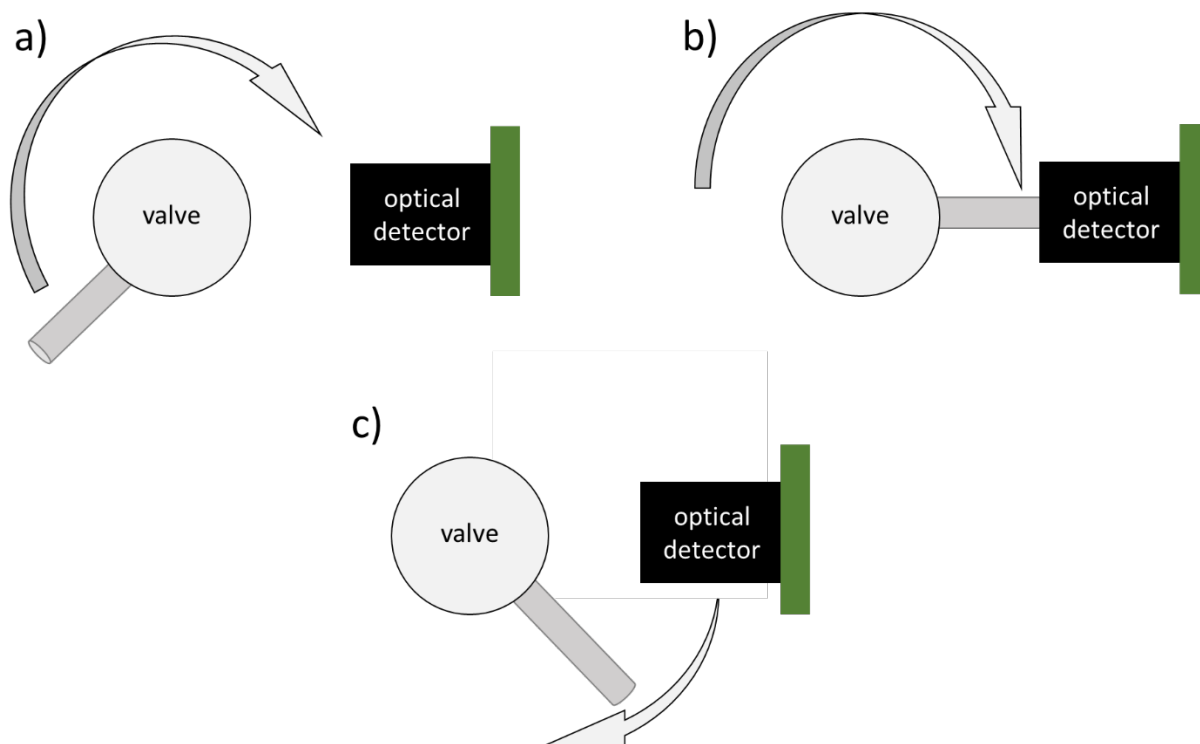 a)
valve
optical
detector
b)
valve
optical
detector
c)
valve
optical
detector